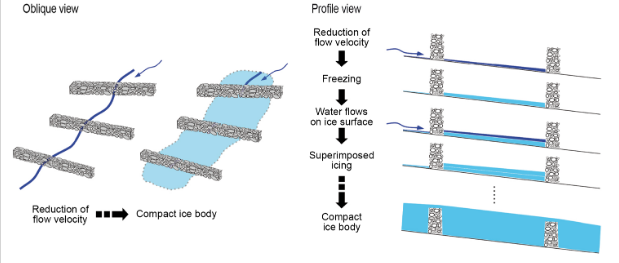 Oblique view
Reduction of
flow velocity
Compact ice body
Profile view
Reduction of
flow velocity
Freezing
Water flows
on ice surface
Superimposed
icing
Compact
ice body